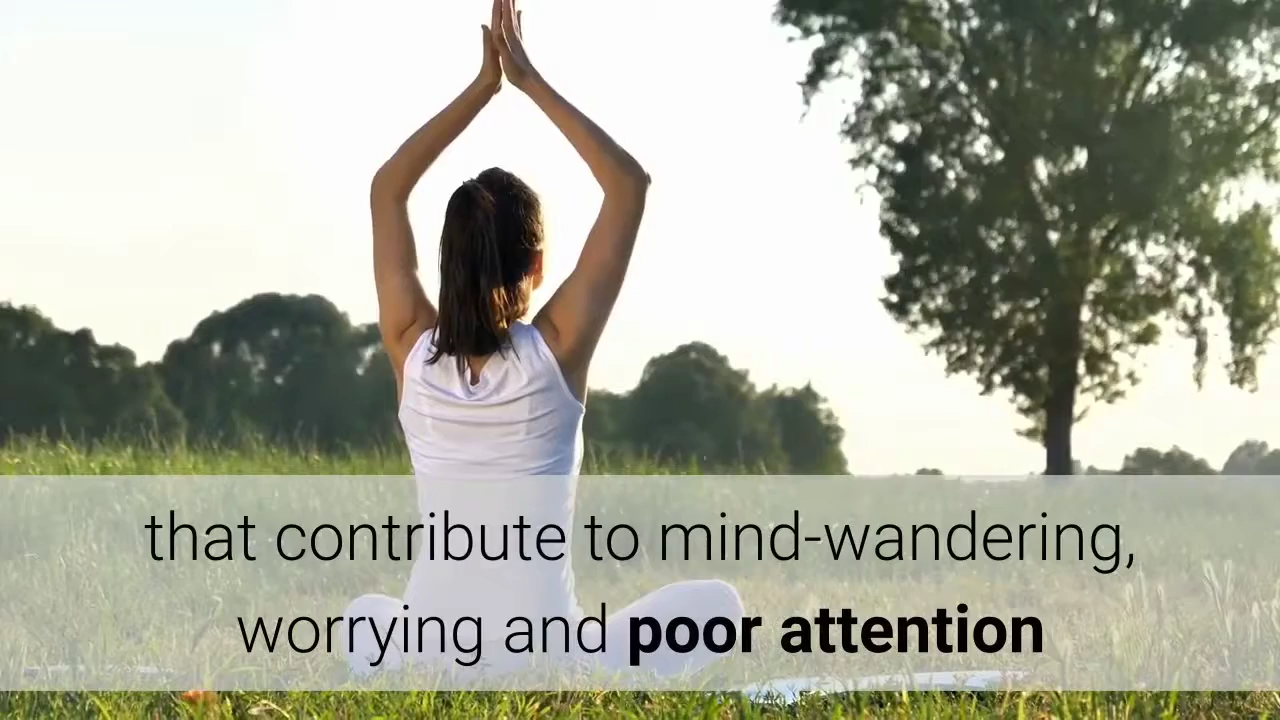 that contribute to mind-wandering,
worrying and poor attention